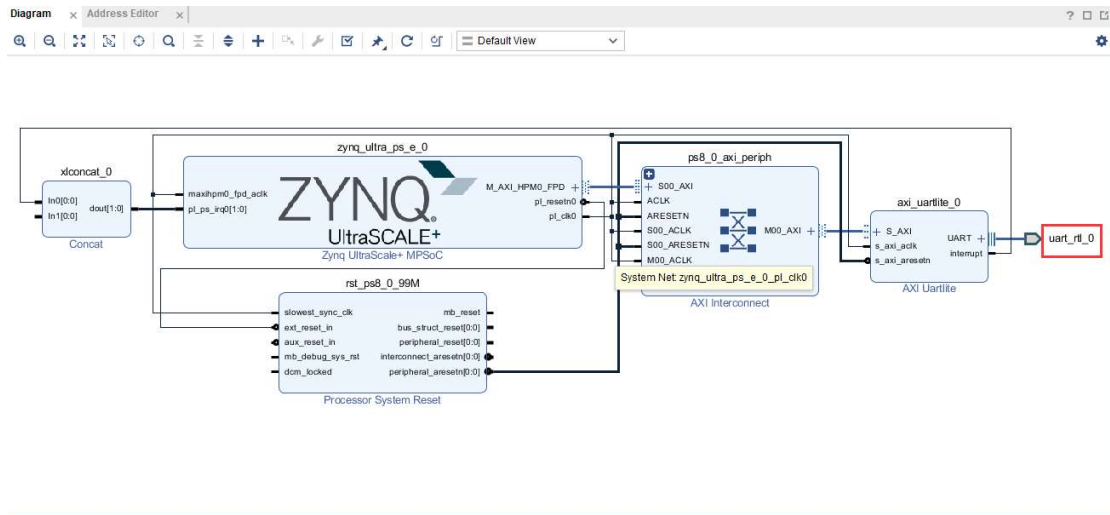 Diagram
Address Editor
Default View
zynq_ultra_ps_e_0
ps8_0_axi_periph
xlconcat_0
In0[0:0]
In1[0:0]
dout[1:0]
Concat
maxihpm0_fpd_aclk
pl_ps_irq0[1:0]
ZYNQ
UltraSCALE+
M_AXI_HPM0_FPD
pl_resetn0
pl_clk0
Zynq UltraScale+ MPSoC
S00_AXI
ACLK
ARESETN
S00_ACLK
S00_ARESETN
M00_ACLK
M00_AXI
System Net: zynq_ultra_ps_e_0_pl_clk0
AXI Interconnect
axi_uartlite_0
S_AXI
s_axi_aclk
s_axi_aresetn
UART
interrupt
AXI Uartlite
uart_rtl_0
rst_ps8_0_99M
slowest_sync_clk
ext_reset_in
aux_reset_in
mb_debug_sys_rst
dcm_locked
mb_reset
bus_struct_reset[0:0]
peripheral_reset[0:0]
interconnect_aresetn[0:0]
peripheral_aresetn[0:0]
Processor System Reset